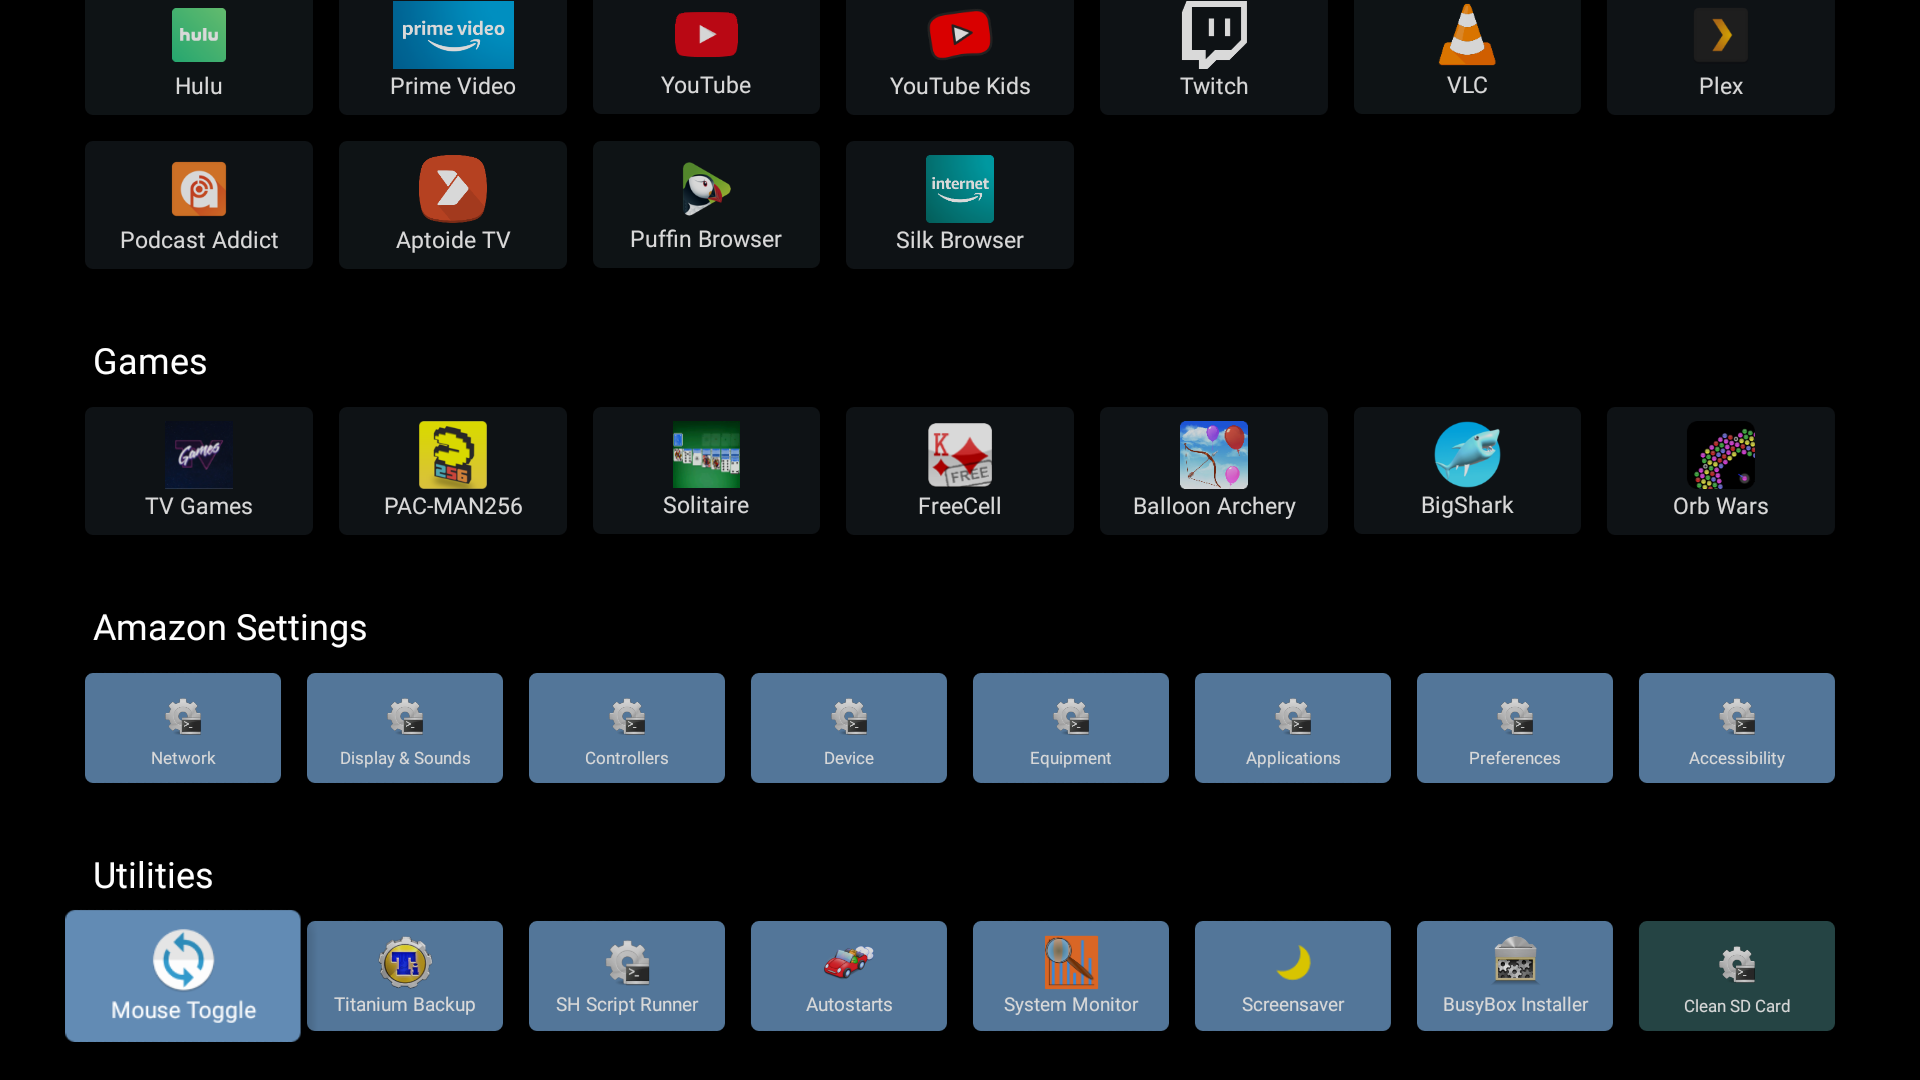 hulu
prime video
internet
Hulu
Prime Video
YouTube
YouTube Kids
Twitch
VLC
Plex
Podcast Addict
Aptoide TV
Puffin Browser
Silk Browser
Games
TV Games
256
K
FREE
TV Games
PAC-MAN256
Solitaire
FreeCell
Balloon Archery
BigShark
Orb Wars
Amazon Settings
Network
Display & Sounds
Controllers
Device
Equipment
Applications
Preferences
Accessibility
Utilities
Ti
Mouse Toggle
Titanium Backup
SH Script Runner
Autostarts
System Monitor
Screensaver
BusyBox Installer
Clean SD Card